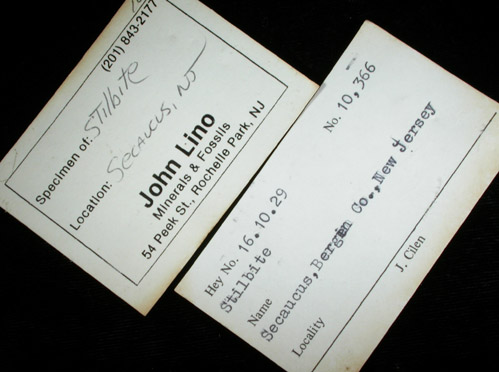 (201) 843-2177
Specimen of: Stilbite
Location: Secaucus, NJ
John Lino
Minerals & Fossils
54 Peek St., Rochelle Park, NJ
No. 10,366
Hey No. 16.10.29
Stilbite
Name
Secaucus, Bergen Co., New Jersey
Locality
J. Cilen